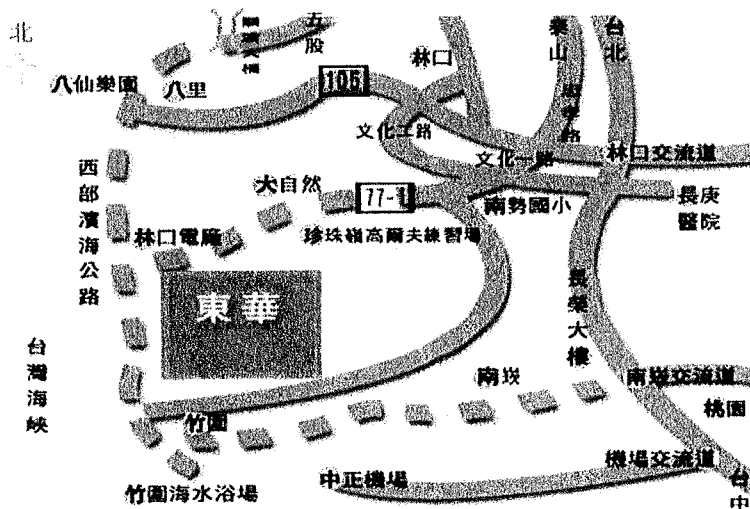 北
五股
林口
泰山
台北
八仙樂園
八里
105
文化二路
文化一路
林口交流道
西部濱海公路
大自然
77-1
南勢國小
長庚
醫院
林口電廠
珍珠嶺高爾夫練習場
東華
長榮大樓
台灣海峽
南崁
南崁交流道
桃園
竹圍
竹圍海水浴場
中正機場
機場交流道
台中